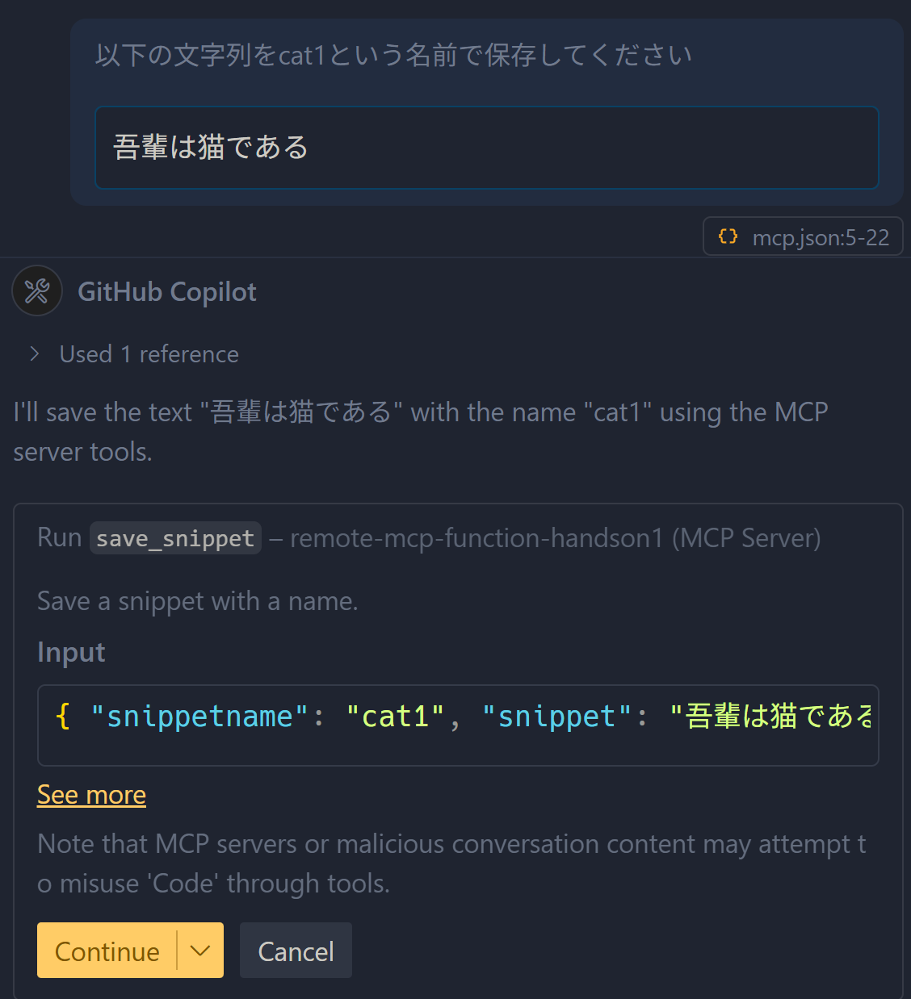 以下の文字列をcat1という名前で保存してください
吾輩は猫である
{} mcp.json:5-22
GitHub Copilot
> Used 1 reference
I'll save the text "吾輩は猫である" with the name "cat1" using the MCP
server tools.
Run save_snippet – remote-mcp-function-handson1 (MCP Server)
Save a snippet with a name.
Input
{ "snippetname": "cat1", "snippet": "吾輩は猫である
See more
Note that MCP servers or malicious conversation content may attempt t
o misuse 'Code' through tools.
Continue
Cancel